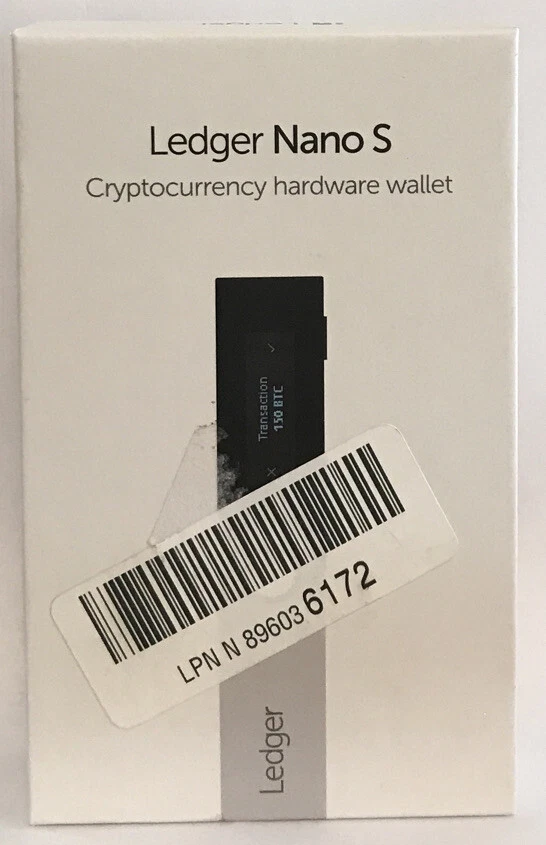 Ledger Nano S
Cryptocurrency hardware wallet
Transaction
150 BTC
LPN N 89603 6172
Ledger